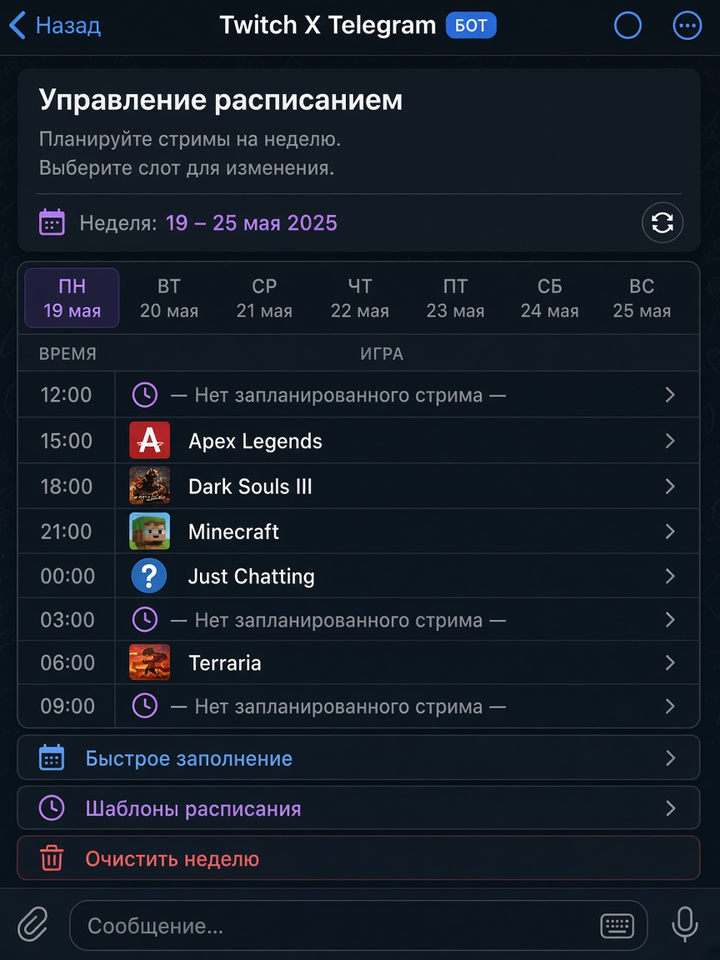 Назад
Twitch X Telegram БОТ
Управление расписанием
Планируйте стримы на неделю.
Выберите слот для изменения.
Неделя: 19 – 25 мая 2025
ПН ВТ СР ЧТ ПТ СБ ВС
19 мая 20 мая 21 мая 22 мая 23 мая 24 мая 25 мая
ВРЕМЯ ИГРА
12:00 — Нет запланированного стрима —
15:00 Apex Legends
18:00 Dark Souls III
21:00 Minecraft
00:00 ? Just Chatting
03:00 — Нет запланированного стрима —
06:00 Terraria
09:00 — Нет запланированного стрима —
Быстрое заполнение
Шаблоны расписания
Очистить неделю
Сообщение...